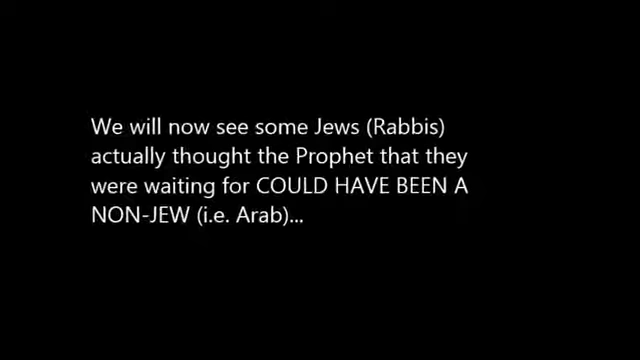 We will now see some Jews (Rabbis)
actually thought the Prophet that they
were waiting for COULD HAVE BEEN A
NON-JEW (i.e. Arab)...